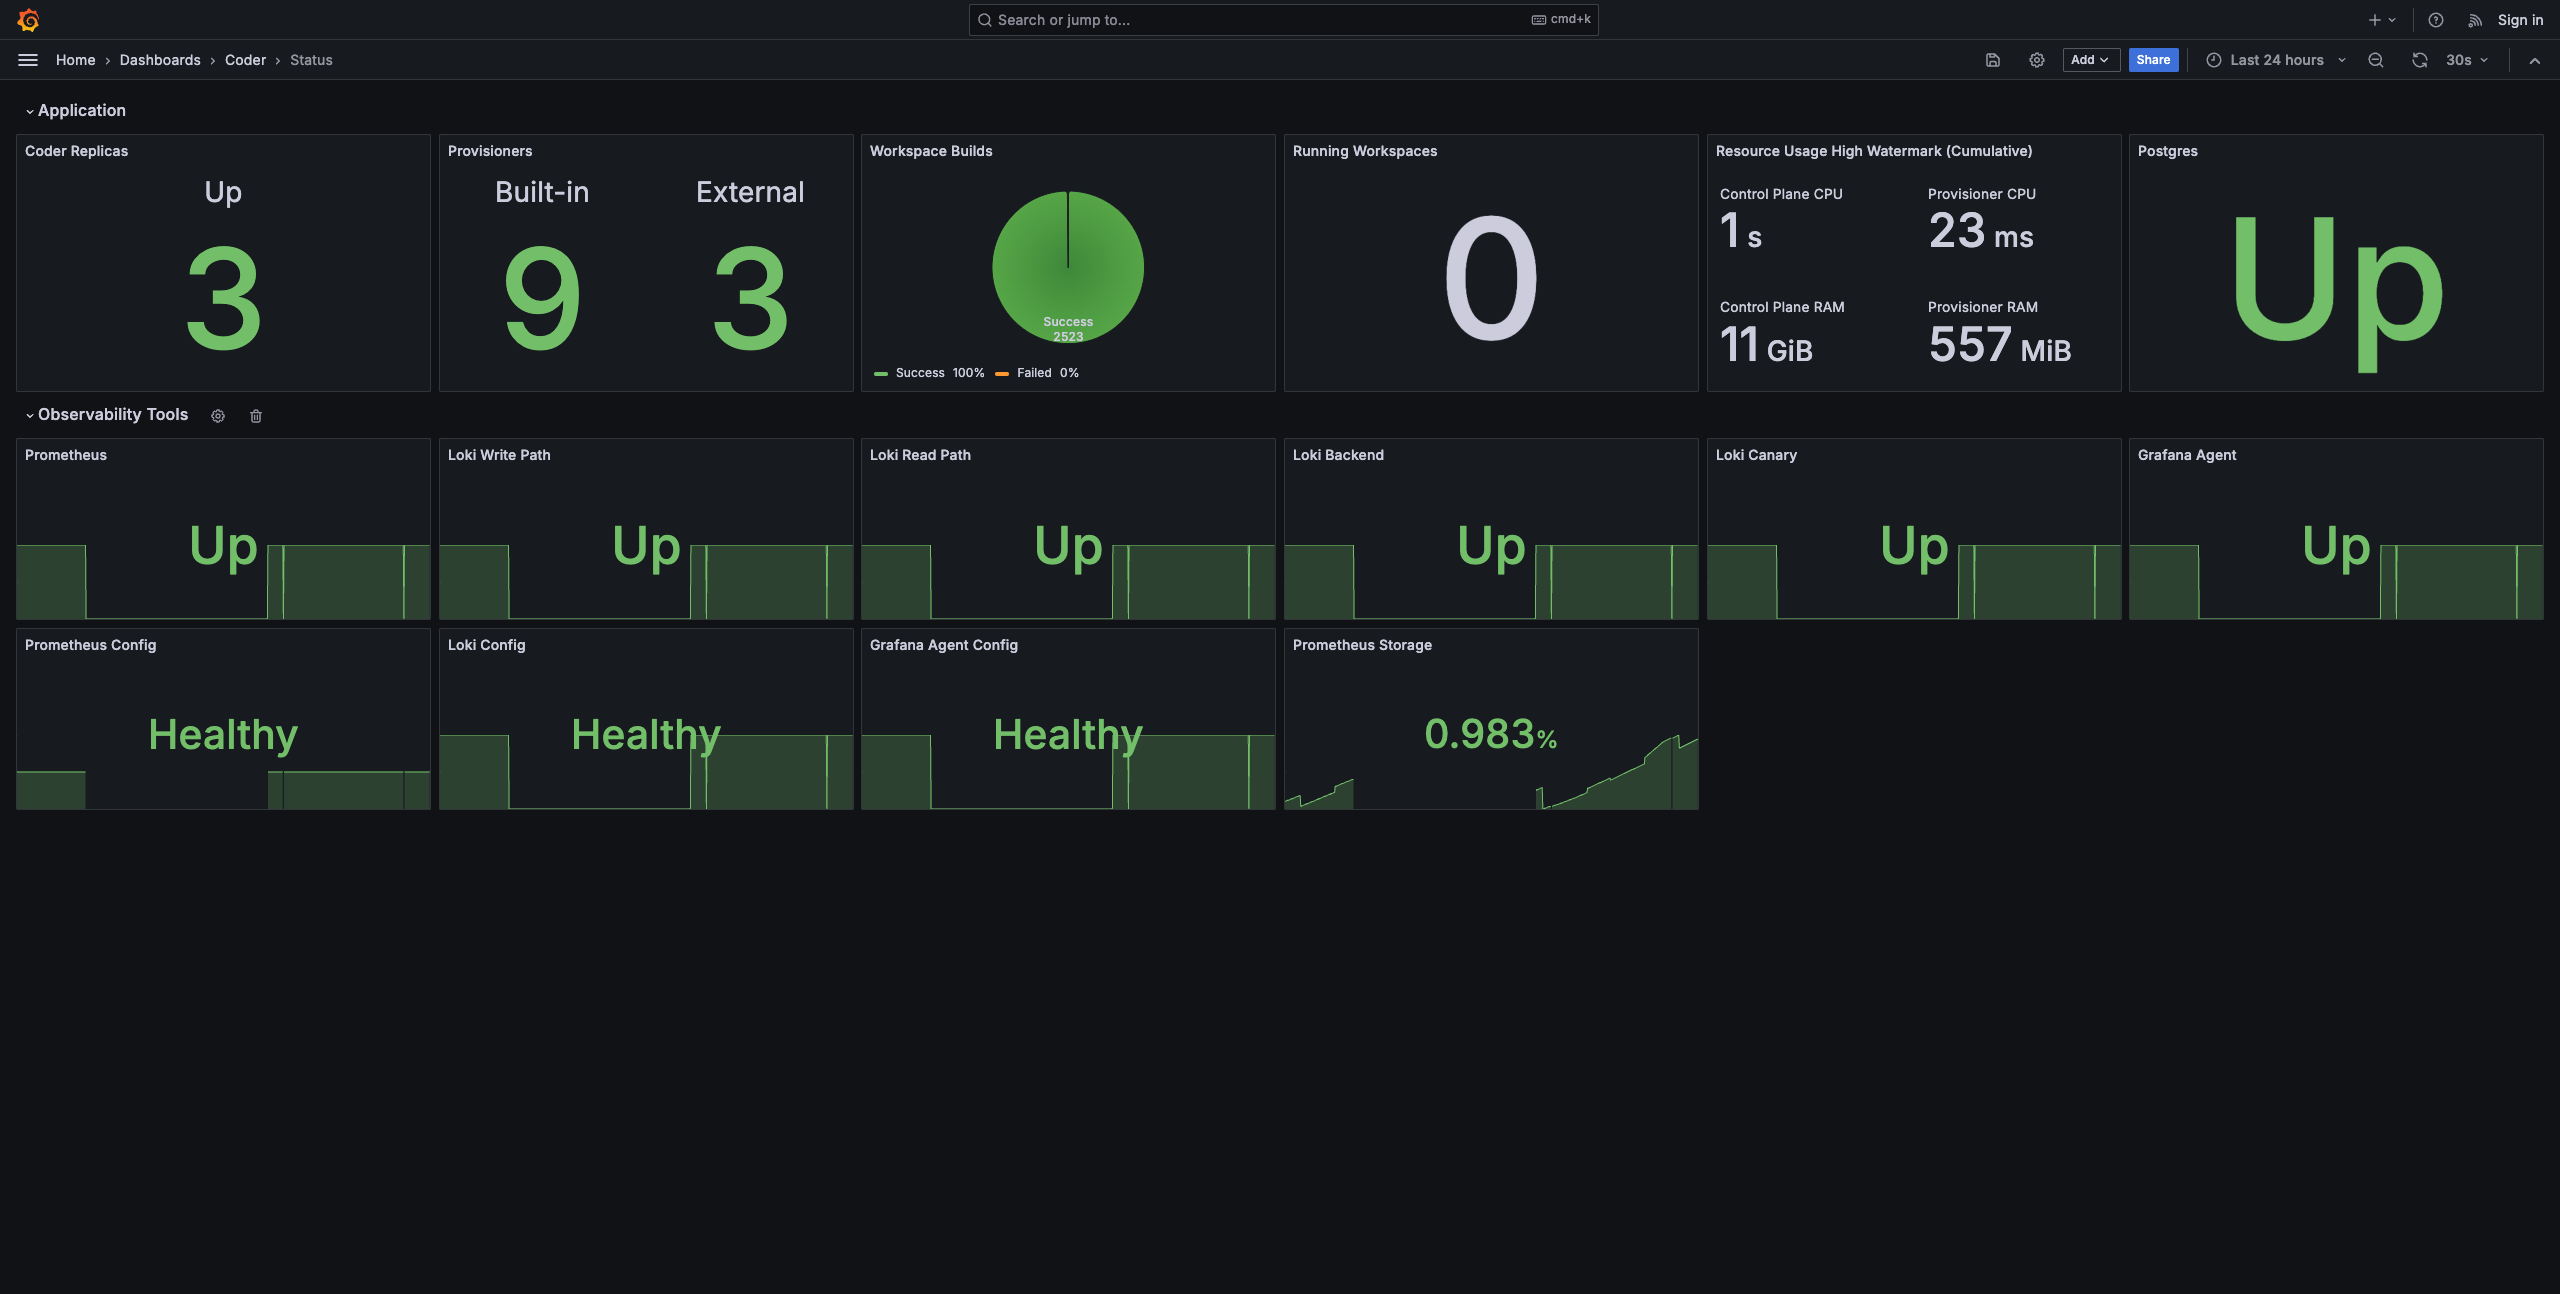 Search or jump to...
cmd+k
Sign in
Home › Dashboards › Coder › Status
Add
Share
Last 24 hours
30s
Application
Coder Replicas
Up
3
Provisioners
Built-in
External
9
3
Workspace Builds
Success
2523
Success 100%
Failed 0%
Running Workspaces
0
Resource Usage High Watermark (Cumulative)
Control Plane CPU
1 s
Provisioner CPU
23 ms
Control Plane RAM
11 GiB
Provisioner RAM
557 MiB
Postgres
Up
Observability Tools
Prometheus
Up
Loki Write Path
Up
Loki Read Path
Up
Loki Backend
Up
Loki Canary
Up
Grafana Agent
Up
Prometheus Config
Healthy
Loki Config
Healthy
Grafana Agent Config
Healthy
Prometheus Storage
0.983%